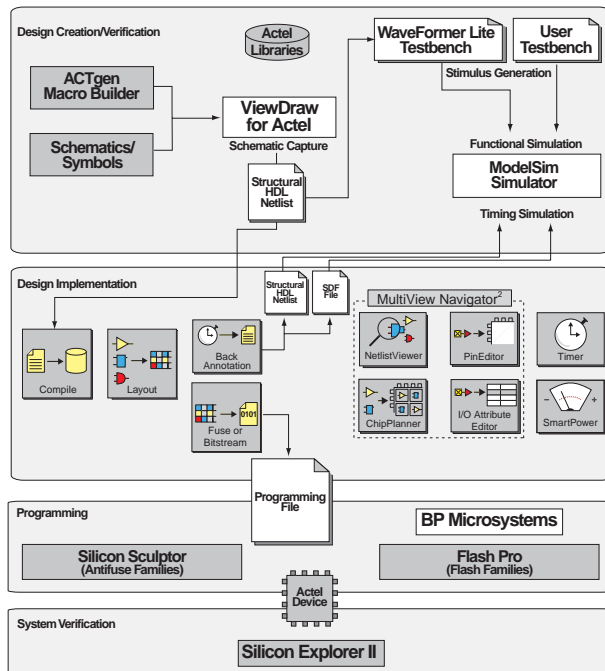 Design Creation/Verification
Actel
Libraries
WaveFormer Lite
Testbench
User
Testbench
Stimulus Generation
ACTgen
Macro Builder
ViewDraw
for Actel
Schematic Capture
Schematics/
Symbols
Functional Simulation
ModelSim
Simulator
Timing Simulation
Structural
HDL
Netlist
Design Implementation
Structural
HDL
Netlist
SDF
File
MultiView Navigator2
Compile
Layout
Back
Annotation
NetlistViewer
PinEditor
Timer
0101
Fuse or
Bitstream
ChipPlanner
I/O Attribute
Editor
− +
SmartPower
Programming
File
Programming
BP Microsystems
Silicon Sculptor
(Antifuse Families)
Flash Pro
(Flash Families)
Actel
Device
System Verification
Silicon Explorer II